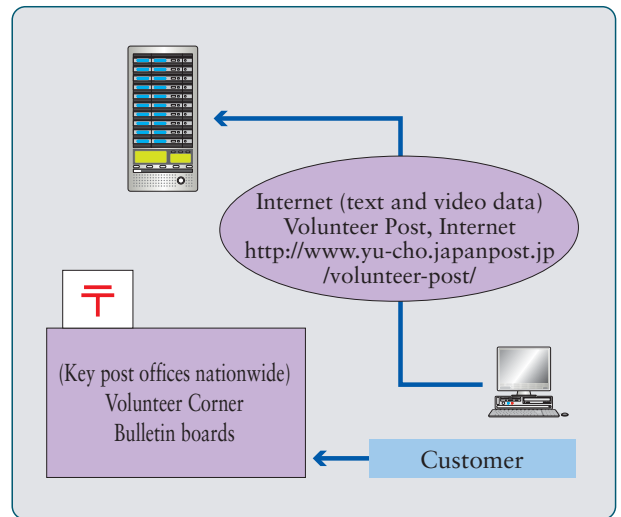 Internet (text and video data)
Volunteer Post, Internet
http://www.yu-cho.japanpost.jp
/volunteer-post/
〒
(Key post offices nationwide)
Volunteer Corner
Bulletin boards
Customer